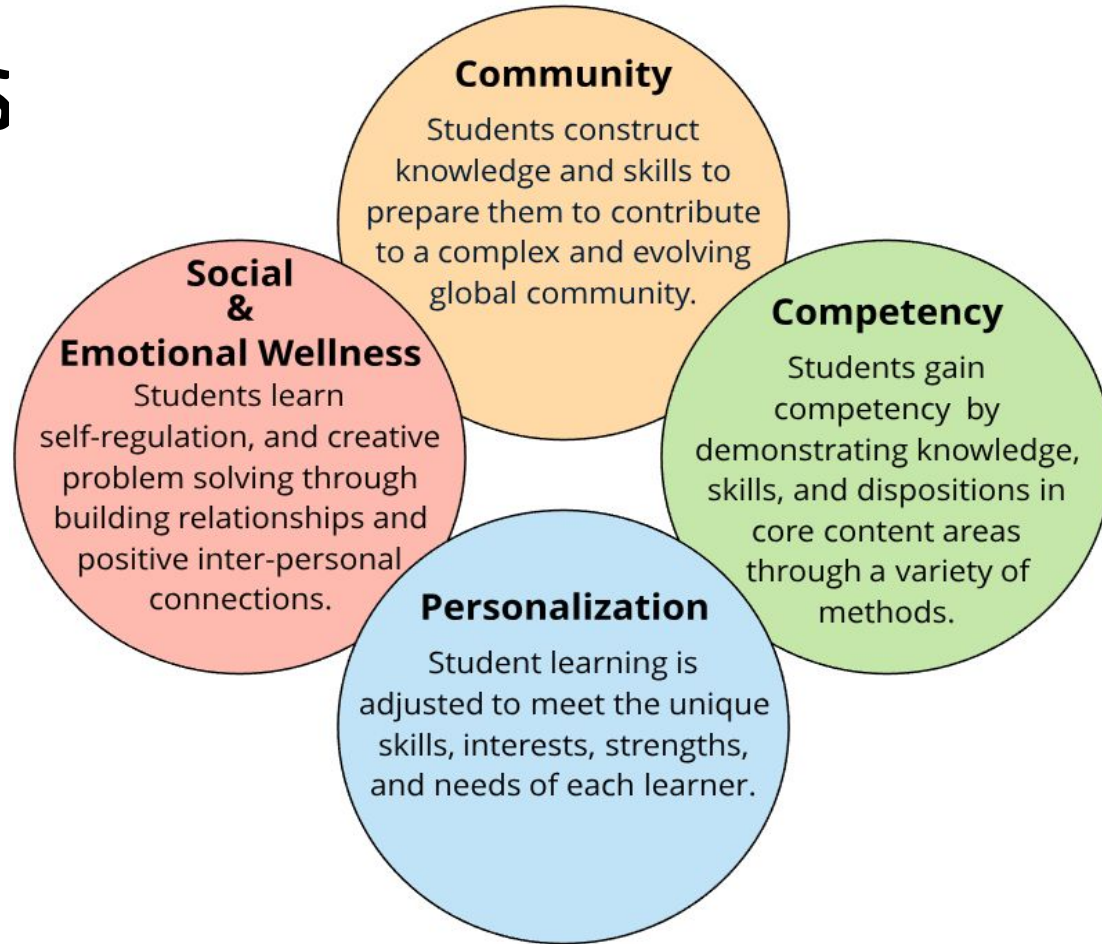 s
Community
Students construct
knowledge and skills to
prepare them to contribute
to a complex and evolving
global community.
Social
&
Emotional Wellness
Students learn
self-regulation, and creative
problem solving through
building relationships and
positive inter-personal
connections.
Competency
Students gain
competency by
demonstrating knowledge,
skills, and dispositions in
core content areas
through a variety of
methods.
Personalization
Student learning is
adjusted to meet the unique
skills, interests, strengths,
and needs of each learner.